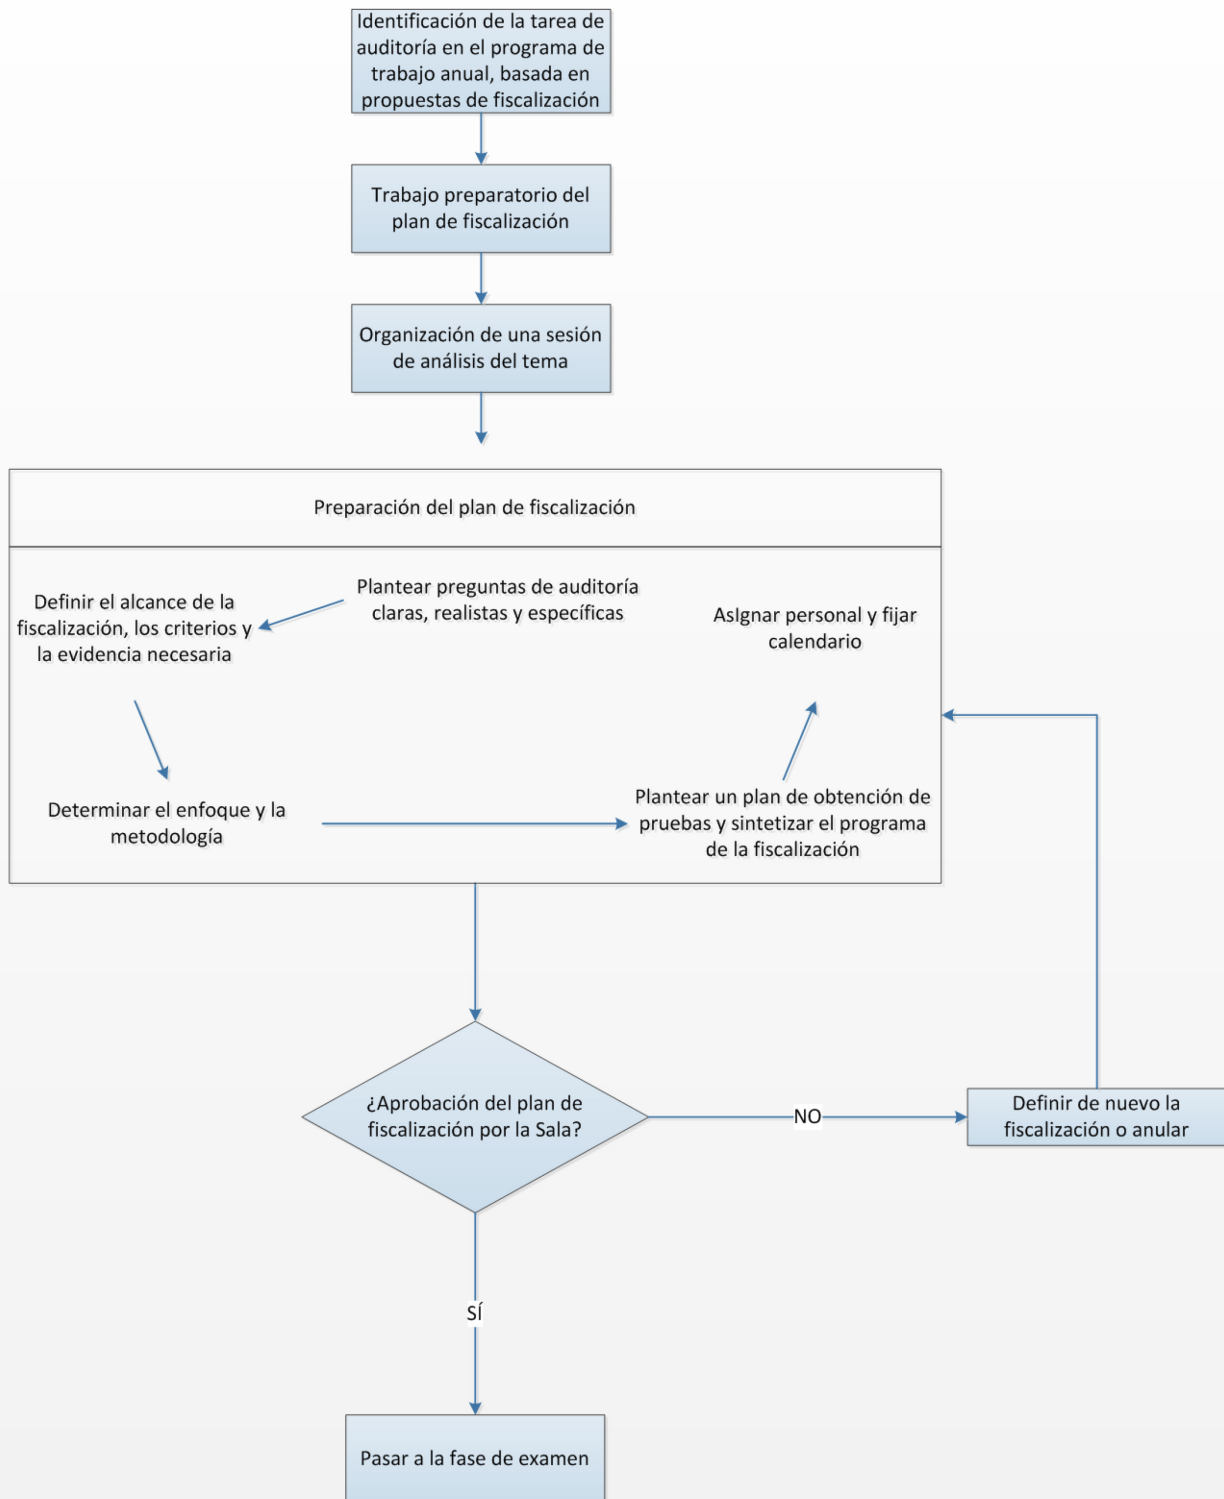 Identificación de la tarea de
auditoría en el programa de
trabajo anual, basada en
propuestas de fiscalización
Trabajo preparatorio del
plan de fiscalización
Organización de una sesión
de análisis del tema
Preparación del plan de fiscalización
Plantear preguntas de auditoría
claras, realistas y específicas
Definir el alcance de la
fiscalización, los criterios y
la evidencia necesaria
Determinar el enfoque y la
metodología
Plantear un plan de obtención de
pruebas y sintetizar el programa
de la fiscalización
AsIgnar personal y fijar
calendario
¿Aprobación del plan de
fiscalización por la Sala?
NO
Definir de nuevo la
fiscalización o anular
SÍ
Pasar a la fase de examen